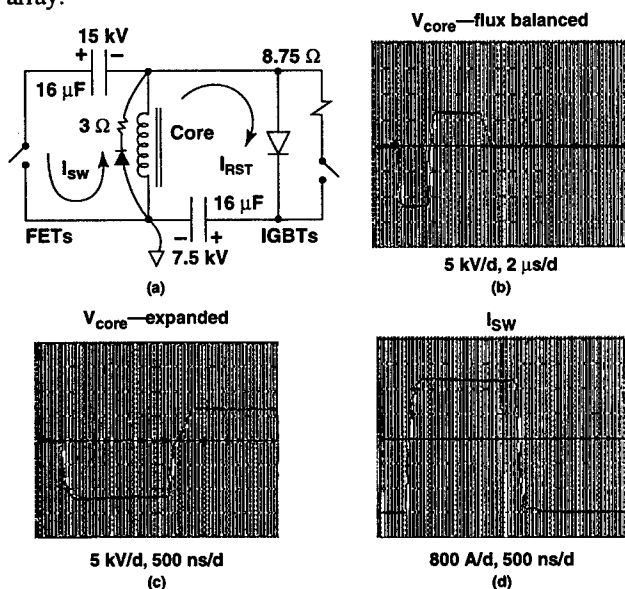 array.
15 kV
+ −
16 μF
3 Ω
Core
8.75 Ω
I_SW
I_RST
16 μF
FETs
− +
7.5 kV
IGBTs
(a)
V_core—flux balanced
5 kV/d, 2 μs/d
(b)
V_core—expanded
5 kV/d, 500 ns/d
(c)
I_SW
800 A/d, 500 ns/d
(d)